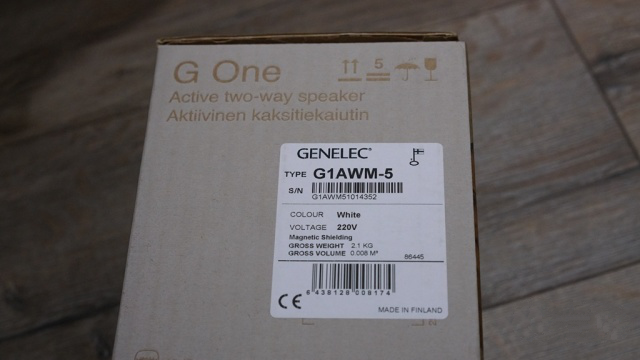 G One
5
Active two-way speaker
Aktiivinen kaksitiekaiutin
GENELEC®
TYPE G1AWM-5
S/N
G1AWM51014352
COLOUR White
VOLTAGE 220V
Magnetic Shielding
GROSS WEIGHT 2.1 KG
GROSS VOLUME 0.008 M³
86445
6 438128 008174
CE
MADE IN FINLAND